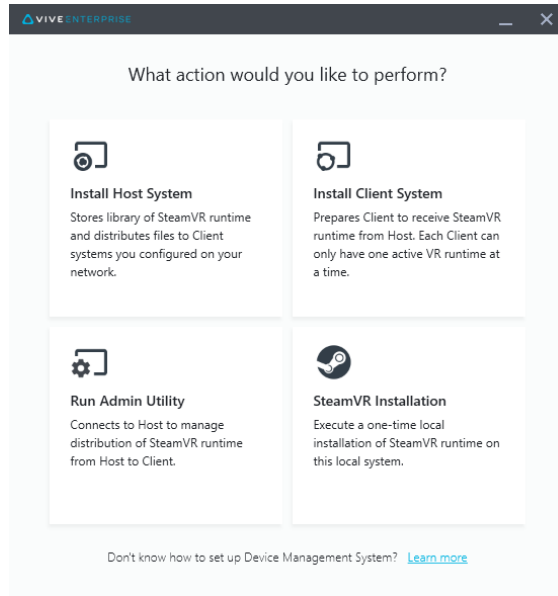 VIVEENTERPRISE
What action would you like to perform?
Install Host System
Stores library of SteamVR runtime
and distributes files to Client
systems you configured on your
network.
Install Client System
Prepares Client to receive SteamVR
runtime from Host. Each Client can
only have one active VR runtime at
a time.
Run Admin Utility
Connects to Host to manage
distribution of SteamVR runtime
from Host to Client.
SteamVR Installation
Execute a one-time local
installation of SteamVR runtime on
this local system.
Don't know how to set up Device Management System? Learn more